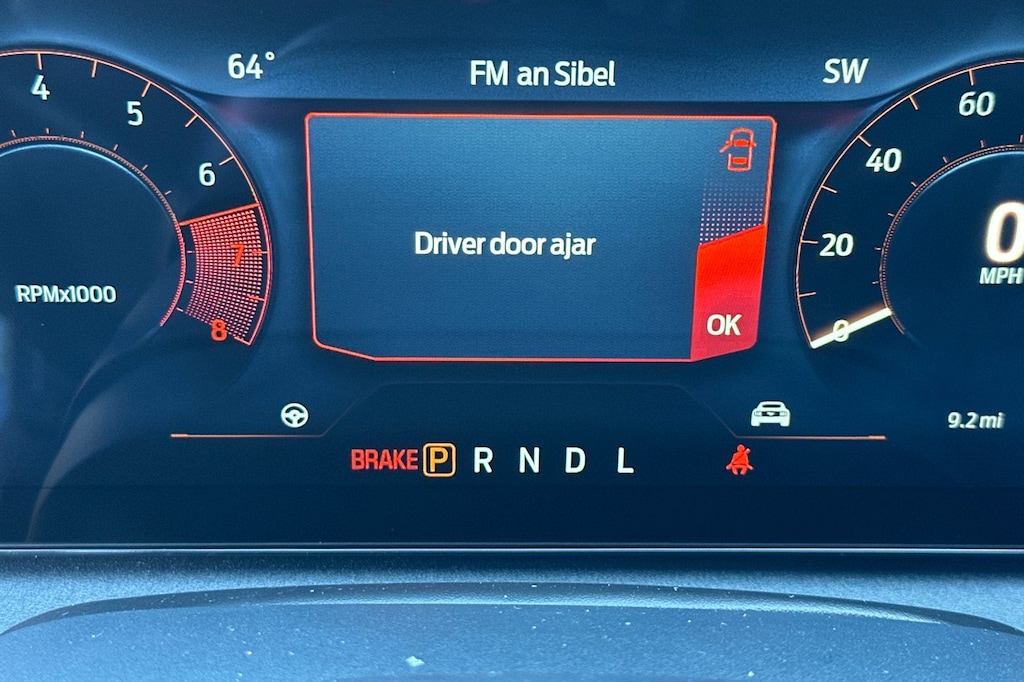 64° FM an Sibel SW
4
5
6
7
8
RPMx1000
Driver door ajar
OK
60
40
20
0
0
MPH
9.2 mi
BRAKE P R N D L